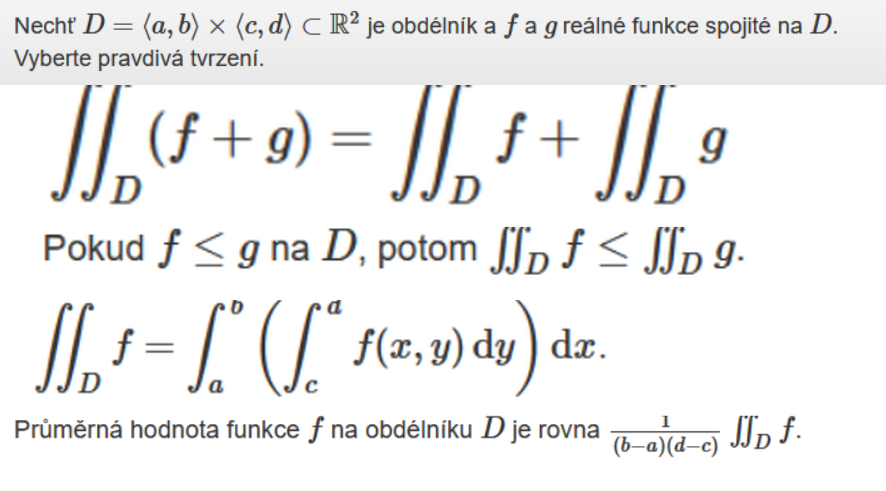 Nechť D = ⟨a, b⟩ × ⟨c, d⟩ ⊂ ℝ² je obdélník a f a g reálné funkce spojité na D.
Vyberte pravdivá tvrzení.
∬_D (f + g) = ∬_D f + ∬_D g
Pokud f ≤ g na D, potom ∬_D f ≤ ∬_D g.
∬_D f = ∫_a^b (∫_c^d f(x, y) dy) dx.
Průměrná hodnota funkce f na obdélníku D je rovna 1/((b−a)(d−c)) ∬_D f.